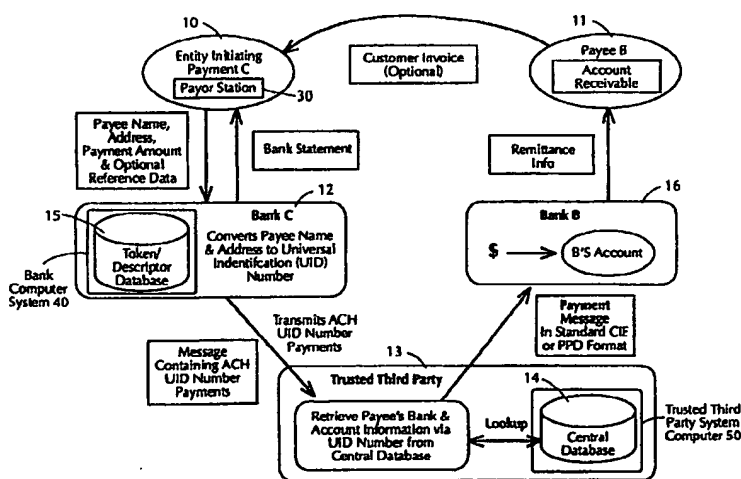 10
Entity Initiating
Payment C
Payor Station
30
Customer Invoice
(Optional)
11
Payee B
Account
Receivable
Payee Name,
Address,
Payment Amount
& Optional
Reference Data
Bank Statement
Remittance
Info
12
15
Token/
Descriptor
Database
Bank C
Converts Payee Name
& Address to Universal
Indentifcation (UID)
Number
Bank
Computer
System 40
16
Bank B
$
B'S Account
Transmits ACH
UID Number
Payments
Message
Containing ACH
UID Number
Payments
Payment
Message
In Standard CIE
or PPD Format
13
Trusted Third Party
Retrieve Payee's Bank &
Account Information via
UID Number from
Central Database
Lookup
14
Central
Database
Trusted Third
Party System
Computer 50